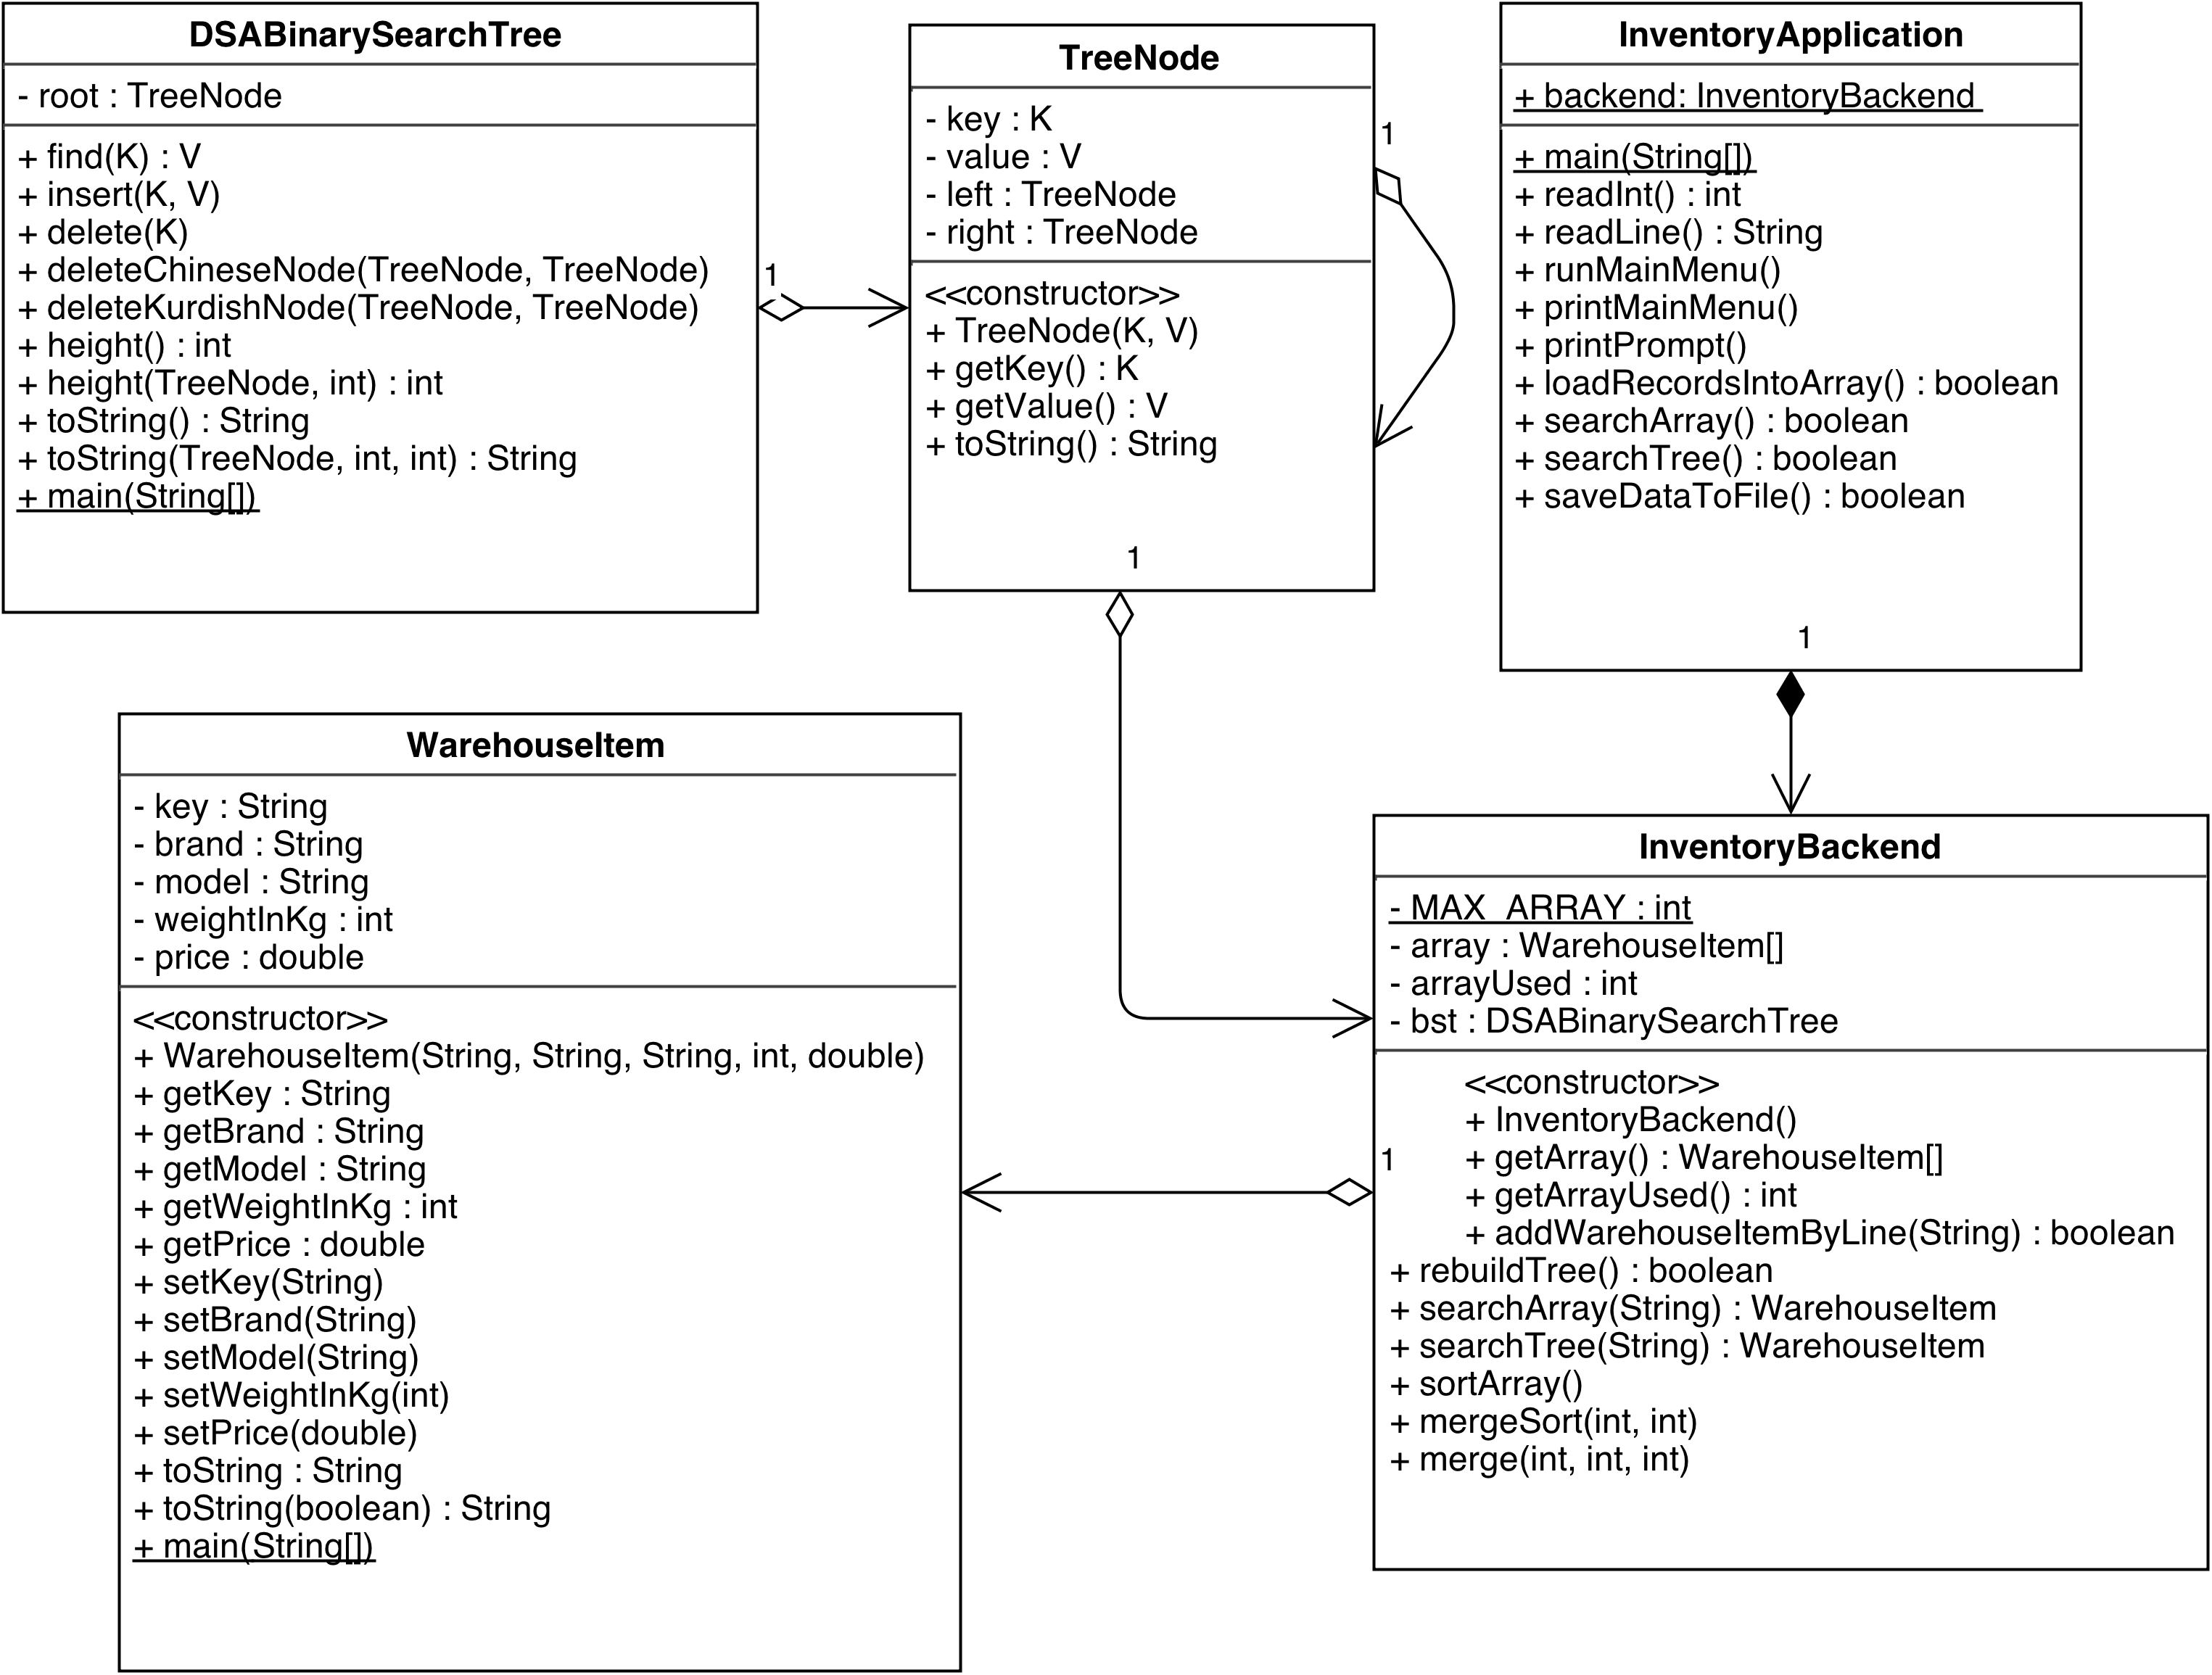 DSABinarySearchTree
- root : TreeNode
+ find(K) : V
+ insert(K, V)
+ delete(K)
+ deleteChineseNode(TreeNode, TreeNode)
+ deleteKurdishNode(TreeNode, TreeNode)
+ height() : int
+ height(TreeNode, int) : int
+ toString() : String
+ toString(TreeNode, int, int) : String
+ main(String[])
1
TreeNode
- key : K
- value : V
- left : TreeNode
- right : TreeNode
<<constructor>>
+ TreeNode(K, V)
+ getKey() : K
+ getValue() : V
+ toString() : String
1
1
InventoryApplication
+ backend: InventoryBackend
+ main(String[])
+ readInt() : int
+ readLine() : String
+ runMainMenu()
+ printMainMenu()
+ printPrompt()
+ loadRecordsIntoArray() : boolean
+ searchArray() : boolean
+ searchTree() : boolean
+ saveDataToFile() : boolean
1
WarehouseItem
- key : String
- brand : String
- model : String
- weightInKg : int
- price : double
<<constructor>>
+ WarehouseItem(String, String, String, int, double)
+ getKey : String
+ getBrand : String
+ getModel : String
+ getWeightInKg : int
+ getPrice : double
+ setKey(String)
+ setBrand(String)
+ setModel(String)
+ setWeightInKg(int)
+ setPrice(double)
+ toString : String
+ toString(boolean) : String
+ main(String[])
InventoryBackend
- MAX_ARRAY : int
- array : WarehouseItem[]
- arrayUsed : int
- bst : DSABinarySearchTree
<<constructor>>
+ InventoryBackend()
+ getArray() : WarehouseItem[]
+ getArrayUsed() : int
+ addWarehouseItemByLine(String) : boolean
+ rebuildTree() : boolean
+ searchArray(String) : WarehouseItem
+ searchTree(String) : WarehouseItem
+ sortArray()
+ mergeSort(int, int)
+ merge(int, int, int)
1